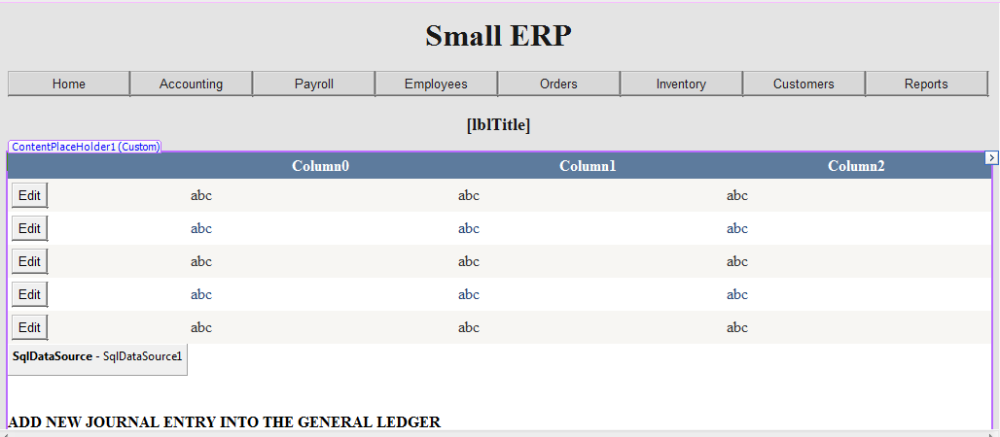 Small ERP
Home Accounting Payroll Employees Orders Inventory Customers Reports
[lblTitle]
ContentPlaceHolder1 (Custom)
Column0 Column1 Column2
Edit abc abc abc
Edit abc abc abc
Edit abc abc abc
Edit abc abc abc
Edit abc abc abc
SqlDataSource - SqlDataSource1
ADD NEW JOURNAL ENTRY INTO THE GENERAL LEDGER